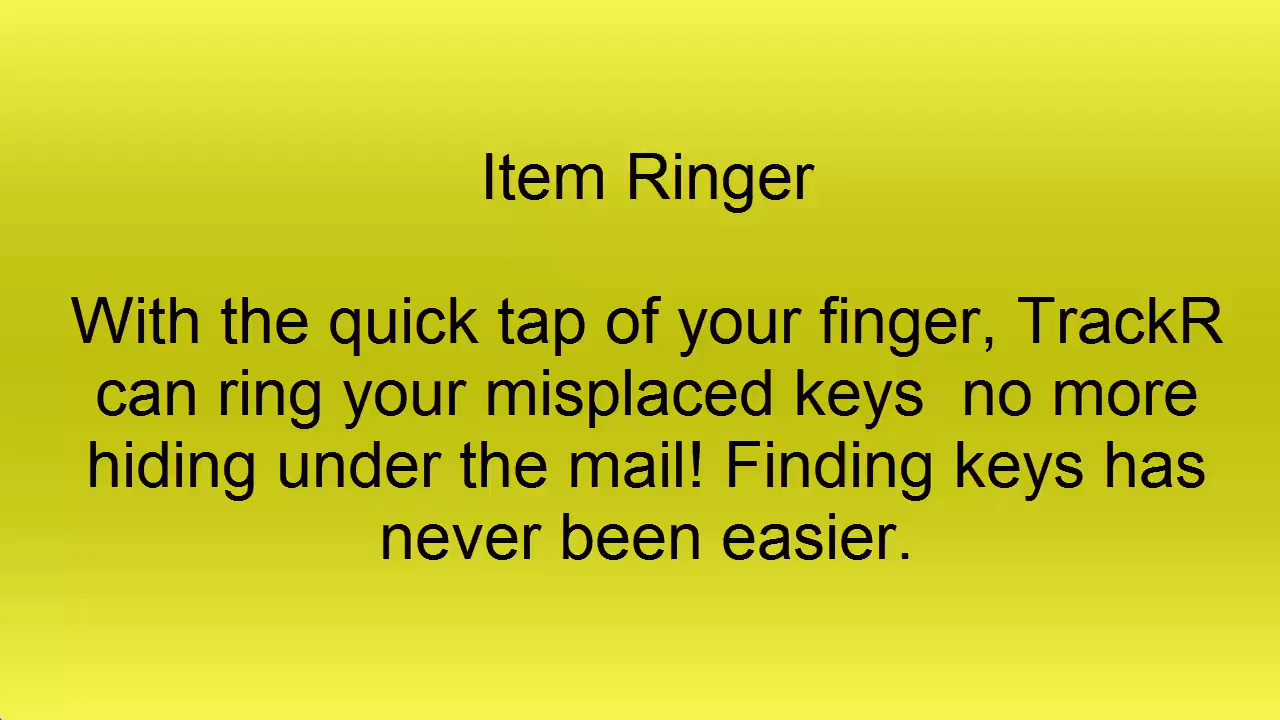 Item Ringer
With the quick tap of your finger, TrackR
can ring your misplaced keys  no more
hiding under the mail! Finding keys has
never been easier.